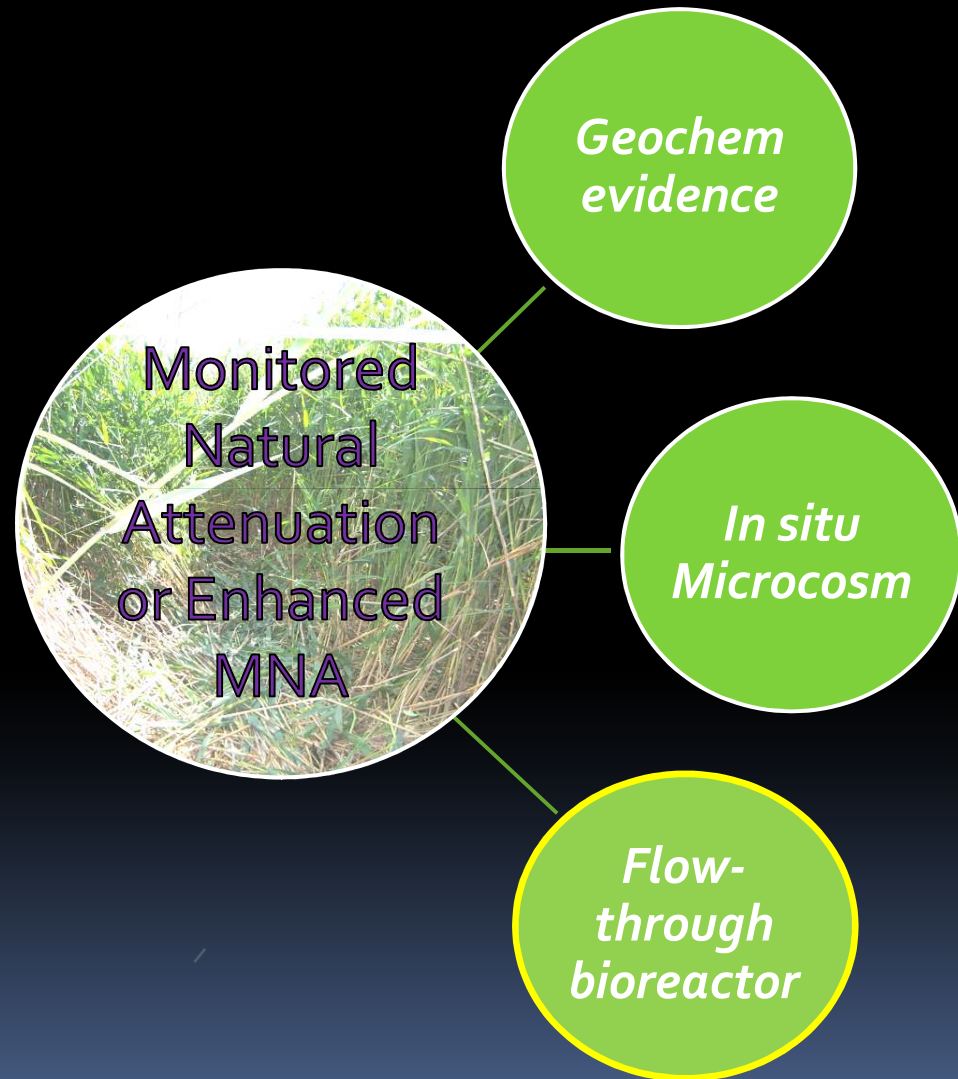 Geochem
evidence
Monitored
Natural
Attenuation
or Enhanced
MNA
In situ
Microcosm
Flow-
through
bioreactor